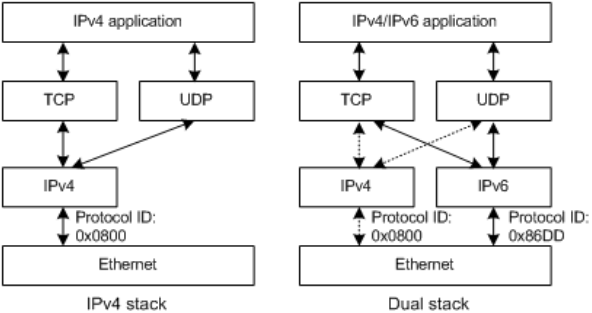 IPv4 application
TCP
UDP
IPv4
Protocol ID:
0x0800
Ethernet
IPv4 stack
IPv4/IPv6 application
TCP
UDP
IPv4
IPv6
Protocol ID:
0x0800
Protocol ID:
0x86DD
Ethernet
Dual stack